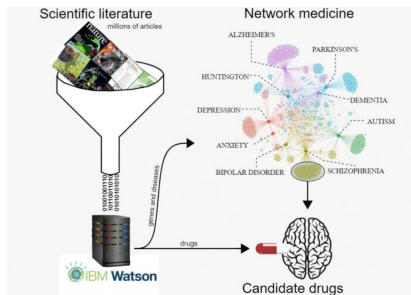 Scientific literature
millions of articles
nature
Network medicine
ALZHEIMER'S
PARKINSON'S
HUNTINGTON
DEMENTIA
DEPRESSION
AUTISM
ANXIETY
BIPOLAR DISORDER
SCHIZOPHRENIA
genes and diseases
drugs
IBM Watson
Candidate drugs